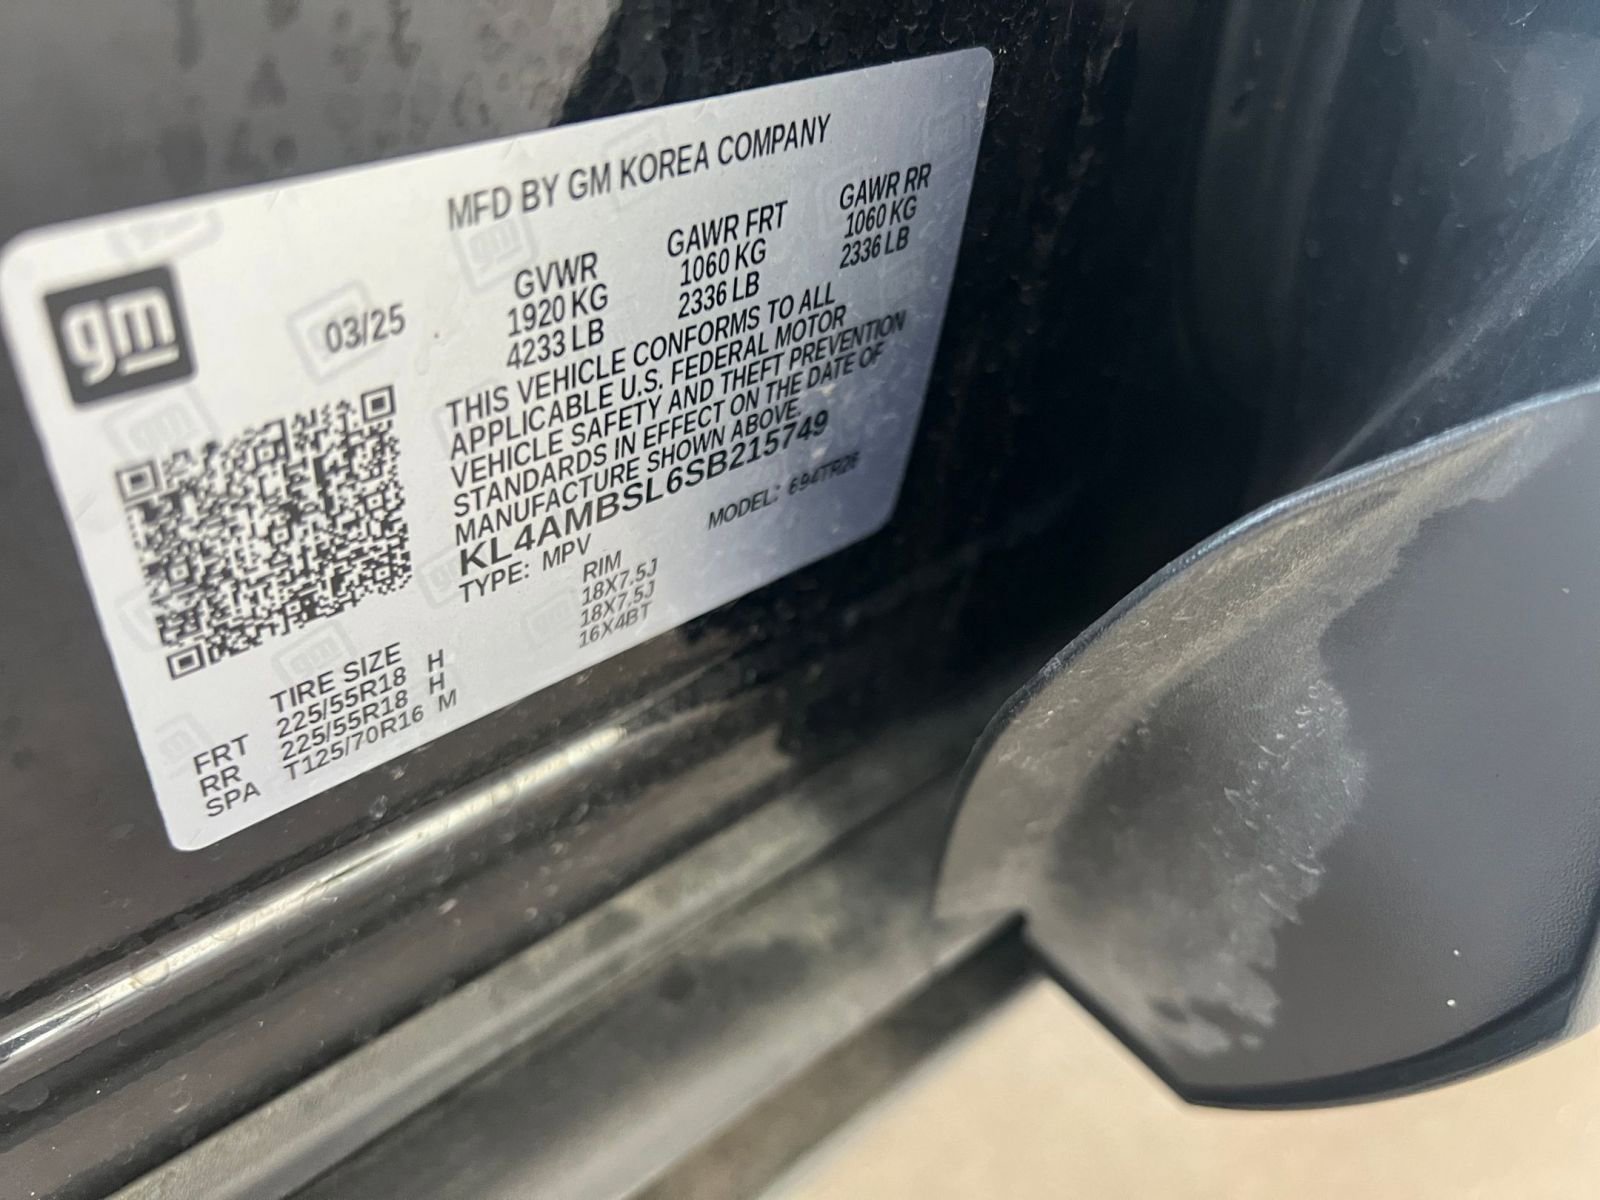 MFD BY GM KOREA COMPANY
gm
03/25
GVWR GAWR FRT GAWR RR
1920 KG 1060 KG 1060 KG
4233 LB 2336 LB 2336 LB
THIS VEHICLE CONFORMS TO ALL
APPLICABLE U.S. FEDERAL MOTOR
VEHICLE SAFETY AND THEFT PREVENTION
STANDARDS IN EFFECT ON THE DATE OF
MANUFACTURE SHOWN ABOVE.
KL4AMBSL6SB215749
TYPE: MPV MODEL: 694TR26
TIRE SIZE RIM
FRT 225/55R18 H 18X7.5J
RR 225/55R18 H 18X7.5J
SPA T125/70R16 M 16X4BT